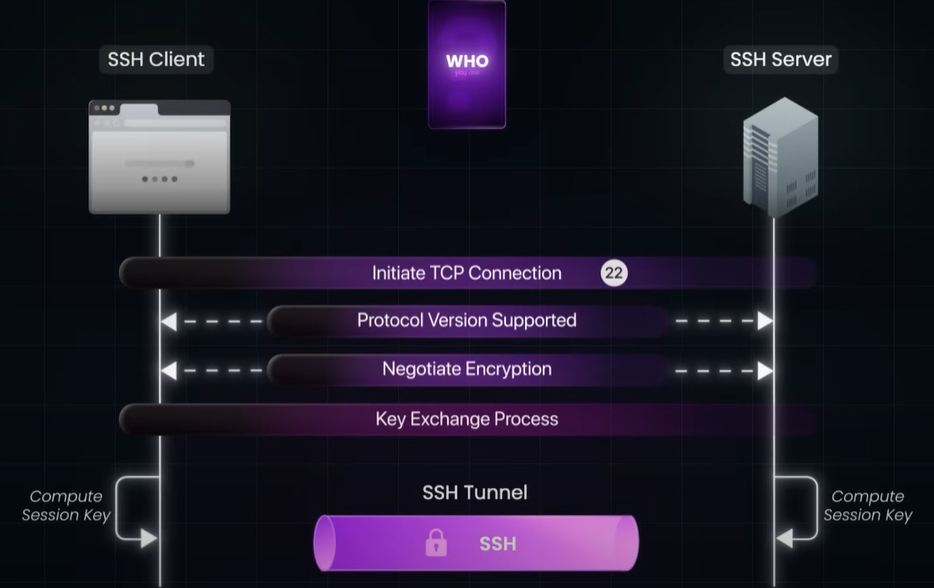 SSH Client
WHO
you are
SSH Server
Initiate TCP Connection 22
Protocol Version Supported
Negotiate Encryption
Key Exchange Process
Compute
Session Key
SSH Tunnel
SSH
Compute
Session Key